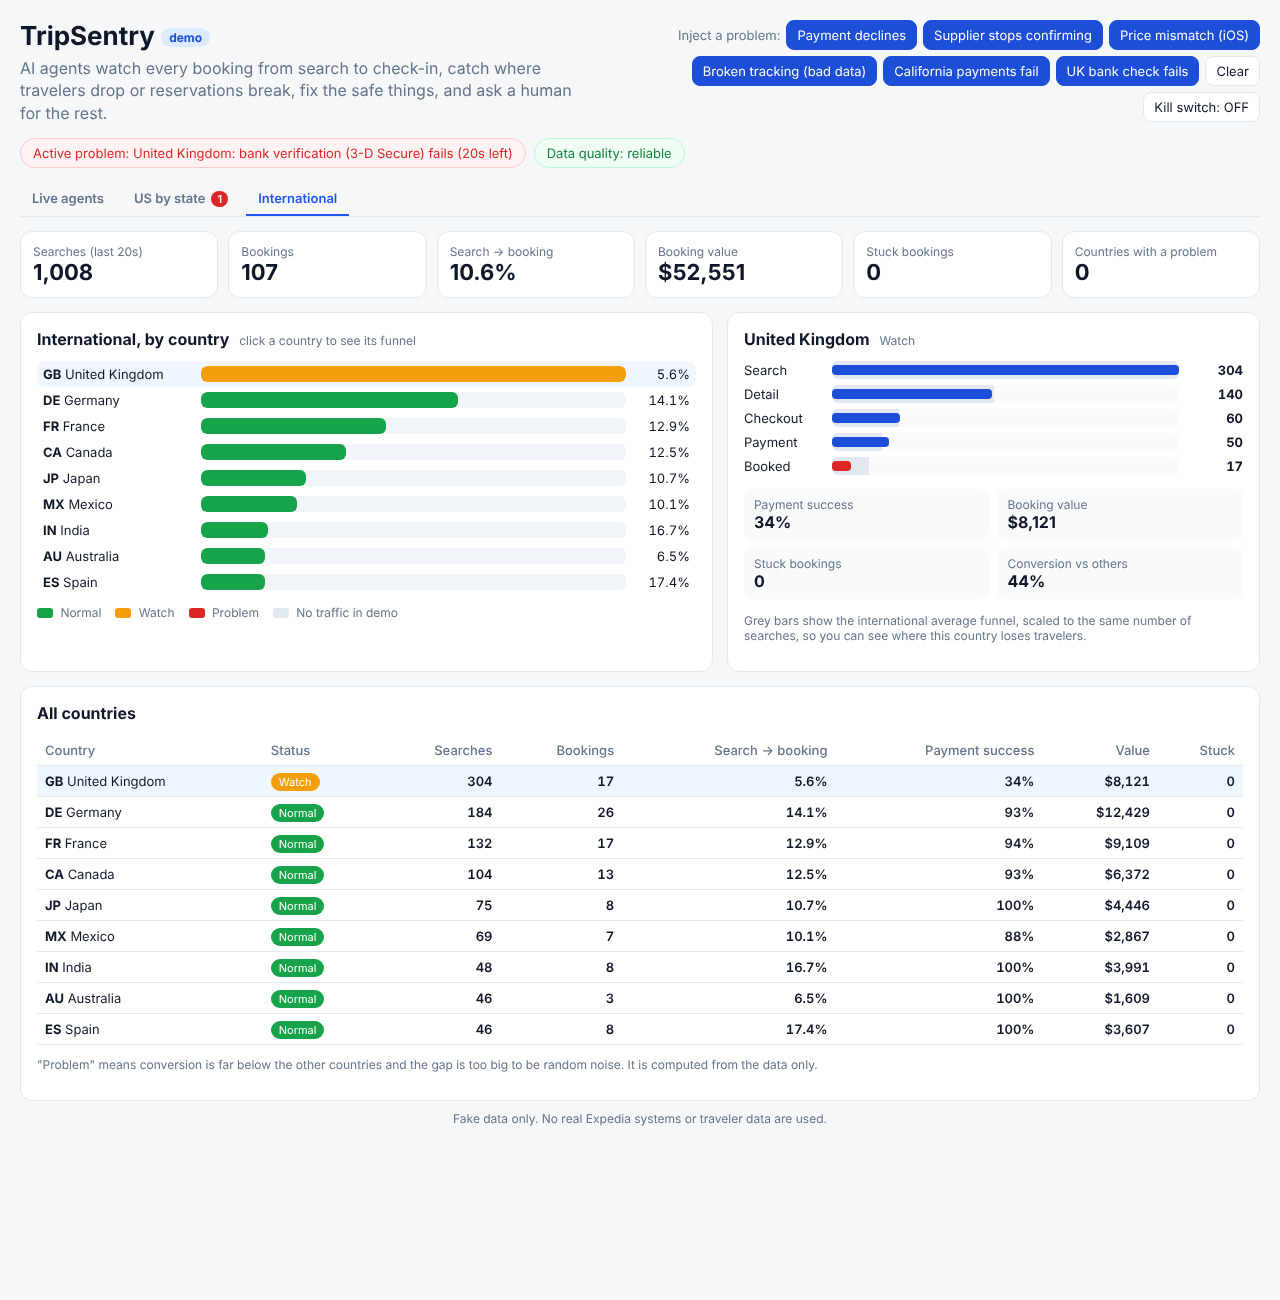 TripSentry demo
AI agents watch every booking from search to check-in, catch where
travelers drop or reservations break, fix the safe things, and ask a human
for the rest.
Inject a problem: Payment declines Supplier stops confirming Price mismatch (iOS)
Broken tracking (bad data) California payments fail UK bank check fails Clear
Kill switch: OFF
Active problem: United Kingdom: bank verification (3-D Secure) fails (20s left) Data quality: reliable
Live agents US by state 1 International
Searches (last 20s)
1,008
Bookings
107
Search → booking
10.6%
Booking value
$52,551
Stuck bookings
0
Countries with a problem
0
International, by country click a country to see its funnel
GB United Kingdom 5.6%
DE Germany 14.1%
FR France 12.9%
CA Canada 12.5%
JP Japan 10.7%
MX Mexico 10.1%
IN India 16.7%
AU Australia 6.5%
ES Spain 17.4%
Normal Watch Problem No traffic in demo
United Kingdom Watch
Search 304
Detail 140
Checkout 60
Payment 50
Booked 17
Payment success
34%
Booking value
$8,121
Stuck bookings
0
Conversion vs others
44%
Grey bars show the international average funnel, scaled to the same number of
searches, so you can see where this country loses travelers.
All countries
Country Status Searches Bookings Search → booking Payment success Value Stuck
GB United Kingdom Watch 304 17 5.6% 34% $8,121 0
DE Germany Normal 184 26 14.1% 93% $12,429 0
FR France Normal 132 17 12.9% 94% $9,109 0
CA Canada Normal 104 13 12.5% 93% $6,372 0
JP Japan Normal 75 8 10.7% 100% $4,446 0
MX Mexico Normal 69 7 10.1% 88% $2,867 0
IN India Normal 48 8 16.7% 100% $3,991 0
AU Australia Normal 46 3 6.5% 100% $1,609 0
ES Spain Normal 46 8 17.4% 100% $3,607 0
"Problem" means conversion is far below the other countries and the gap is too big to be random noise. It is computed from the data only.
Fake data only. No real Expedia systems or traveler data are used.